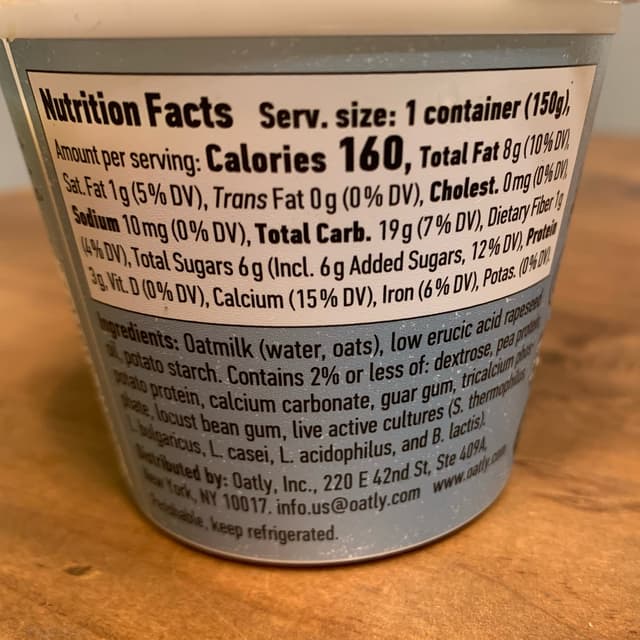 Nutrition Facts Serv. size: 1 container (150g),
Amount per serving: Calories 160, Total Fat 8g (10% DV),
Sat. Fat 1g (5% DV), Trans Fat 0g (0% DV), Cholest. 0mg (0% DV),
Sodium 10mg (0% DV), Total Carb. 19g (7% DV), Dietary Fiber 1g
(4% DV), Total Sugars 6g (Incl. 6g Added Sugars, 12% DV), Protein
3g, Vit. D (0% DV), Calcium (15% DV), Iron (6% DV), Potas. (0% DV).
Ingredients: Oatmilk (water, oats), low erucic acid rapeseed
oil, potato starch. Contains 2% or less of: dextrose, pea protein,
potato protein, calcium carbonate, guar gum, tricalcium phos-
phate, locust bean gum, live active cultures (S. thermophilus,
L. bulgaricus, L. casei, L. acidophilus, and B. lactis).
Distributed by: Oatly, Inc., 220 E 42nd St, Ste 409A,
New York, NY 10017. info.us@oatly.com www.oatly.com
Perishable, keep refrigerated.